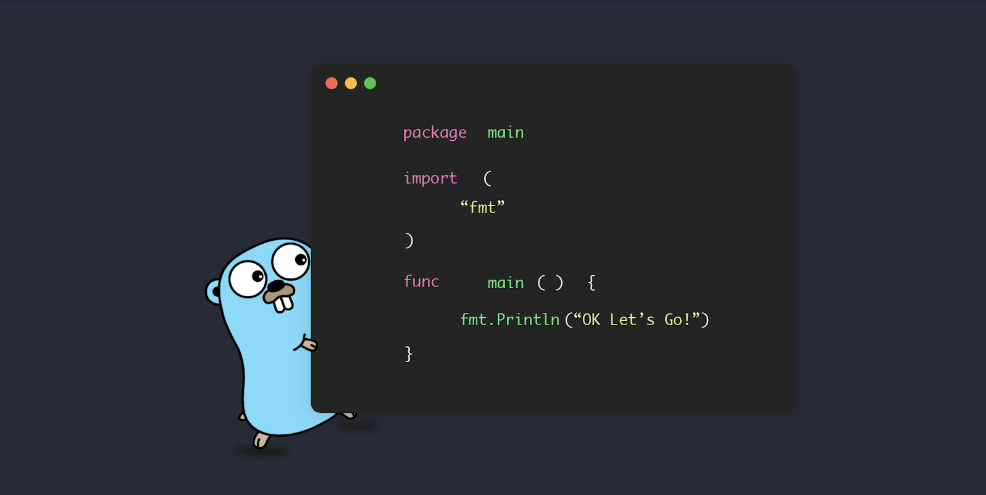 package main
import (
“fmt”
)
func main ( ) {
fmt.Println (“OK Let’s Go!”)
}